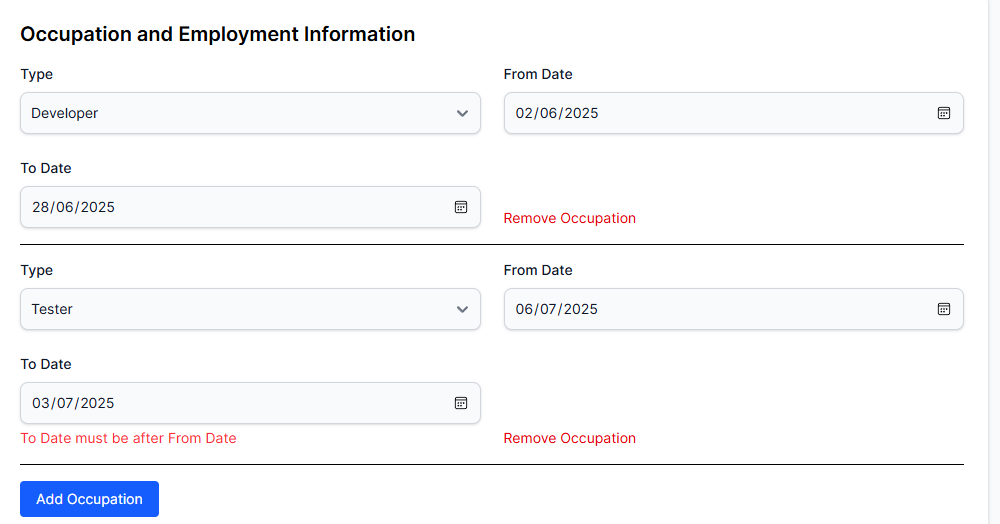 Occupation and Employment Information
Type
From Date
Developer
02/06/2025
To Date
28/06/2025
Remove Occupation
Type
From Date
Tester
06/07/2025
To Date
03/07/2025
To Date must be after From Date
Remove Occupation
Add Occupation